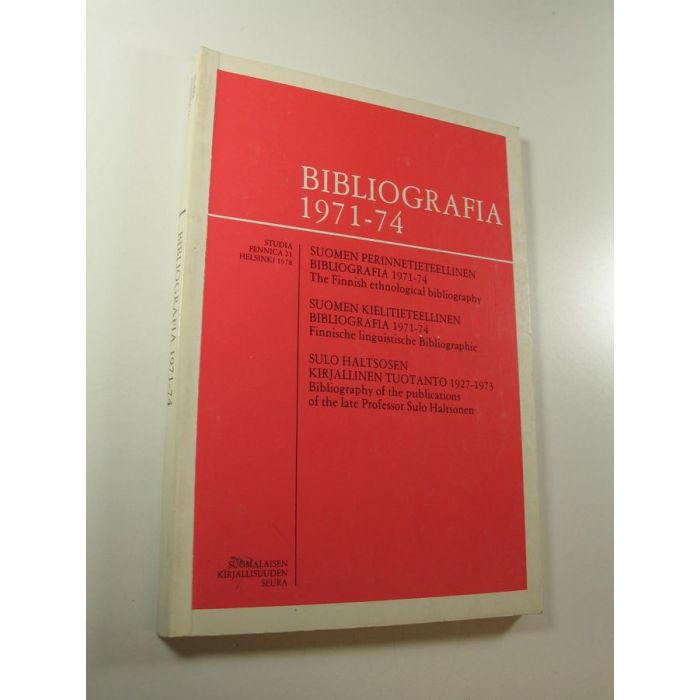 BIBLIOGRAFIA
1971-74
STUDIA
FENNICA 21
HELSINKI 1978
SUOMEN PERINNETIETEELLINEN
BIBLIOGRAFIA 1971-74
The Finnish ethnological bibliography
SUOMEN KIELITIETEELLINEN
BIBLIOGRAFIA 1971-74
Finnische linguistische Bibliographie
SULO HALTSOSEN
KIRJALLINEN TUOTANTO 1927-1973
Bibliography of the publications
of the late Professor Sulo Haltsonen
SUOMALAISEN
KIRJALLISUUDEN
SEURA
BIBLIOGRAFIA 1971-74